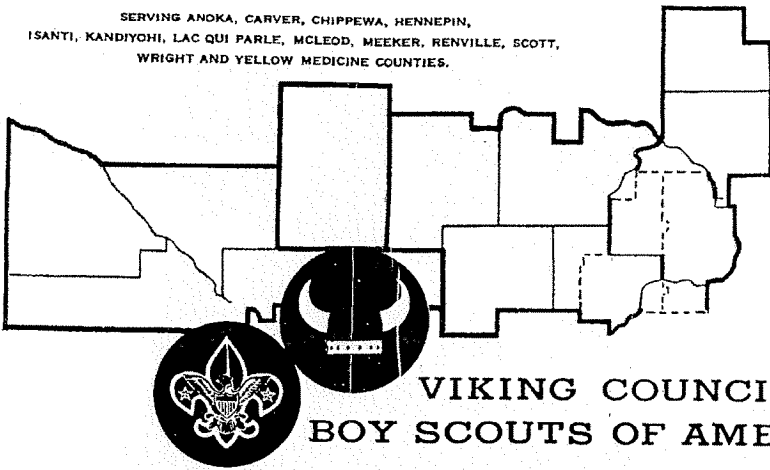 SERVING ANOKA, CARVER, CHIPPEWA, HENNEPIN,
ISANTI, KANDIYOHI, LAC QUI PARLE, MCLEOD, MEEKER, RENVILLE, SCOTT,
WRIGHT AND YELLOW MEDICINE COUNTIES.
VIKING COUNCI
BOY SCOUTS OF AME